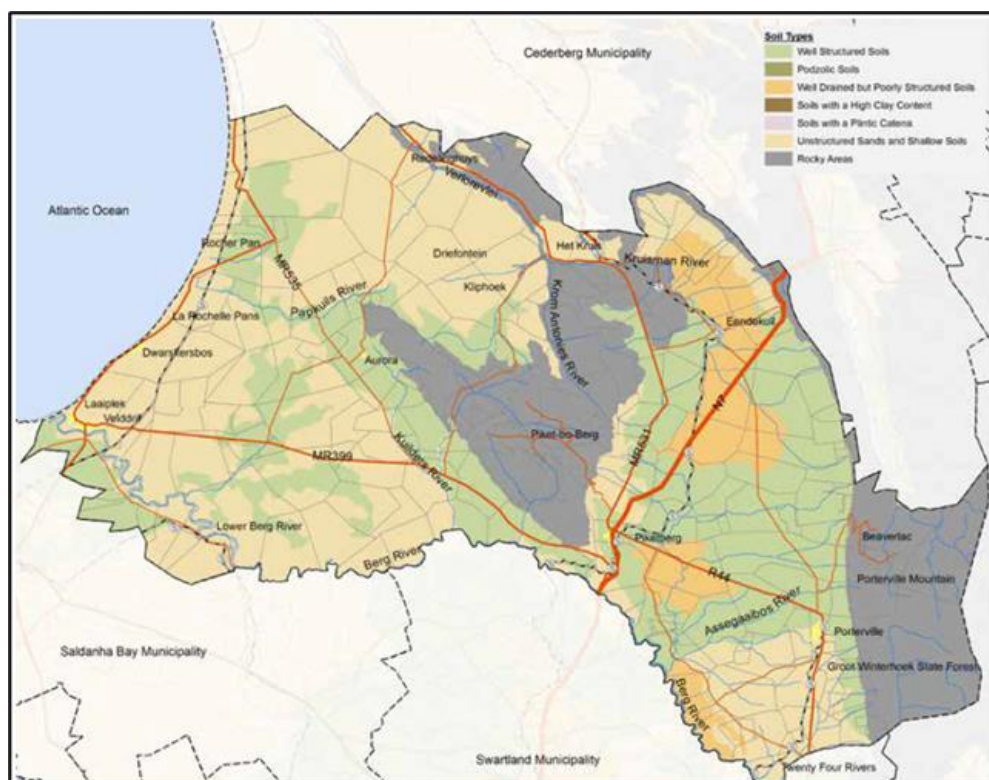 Cederberg Municipality
Soil Types
Well Structured Soils
Podzolic Soils
Well Drained but Poorly Structured Soils
Soils with a High Clay Content
Soils with a Plintic Catena
Unstructured Sands and Shallow Soils
Rocky Areas
Redelinghuys
Verlorevlei
Atlantic Ocean
Rocher Pan
MR535
Driefontein
Het Kruis
Kruisman River
Kliphoek
Papkuils River
Krom Antonies River
Eendekuil
La Rochelle Pans
Dwarskersbos
Aurora
N7
Laaiplek
Velddrif
Piket-bo-Berg
MR531
MR399
Kuilders River
Lower Berg River
Berg River
Piketberg
Beaverlac
Porterville Mountain
R44
Assegaaibos River
Porterville
Saldanha Bay Municipality
Groot Winterhoek State Forest
Berg River
Swartland Municipality
Twenty Four Rivers